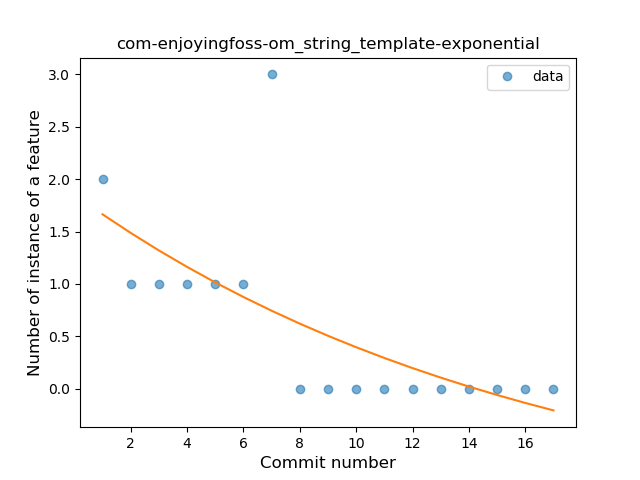 com-enjoyingfoss-om_string_template-exponential
data
Number of instance of a feature
3.0
2.5
2.0
1.5
1.0
0.5
0.0
2 4 6 8 10 12 14 16
Commit number